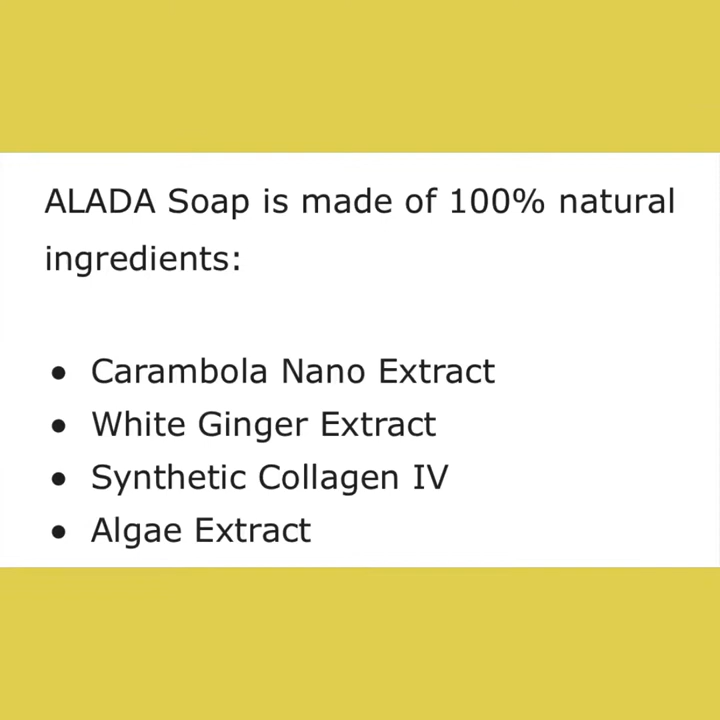 ALADA Soap is made of 100% natural
ingredients:
• Carambola Nano Extract
• White Ginger Extract
• Synthetic Collagen IV
• Algae Extract